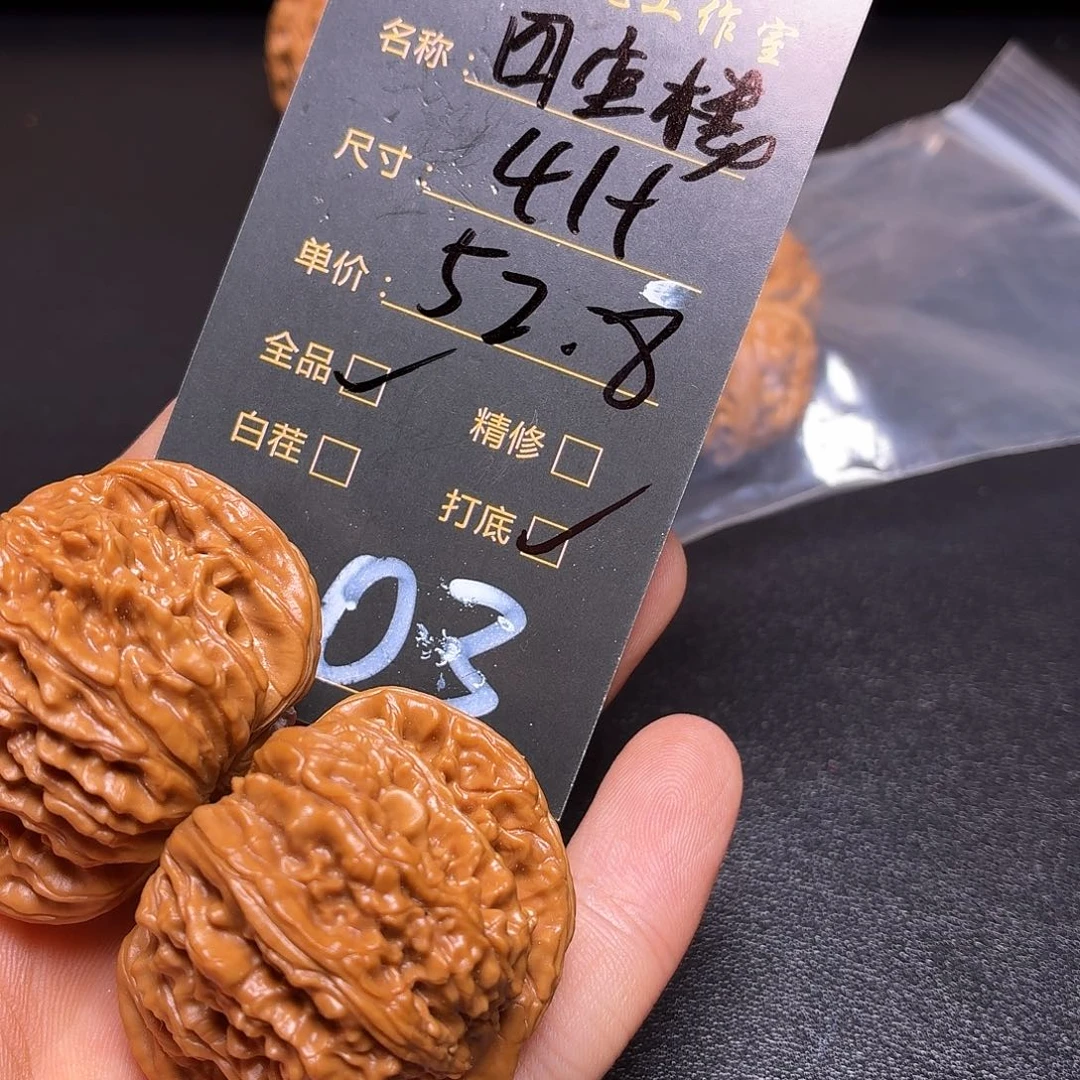 工作室
名称：四座楼
尺寸：41+
单价：52.8
全品
白茬 精修
打底
03